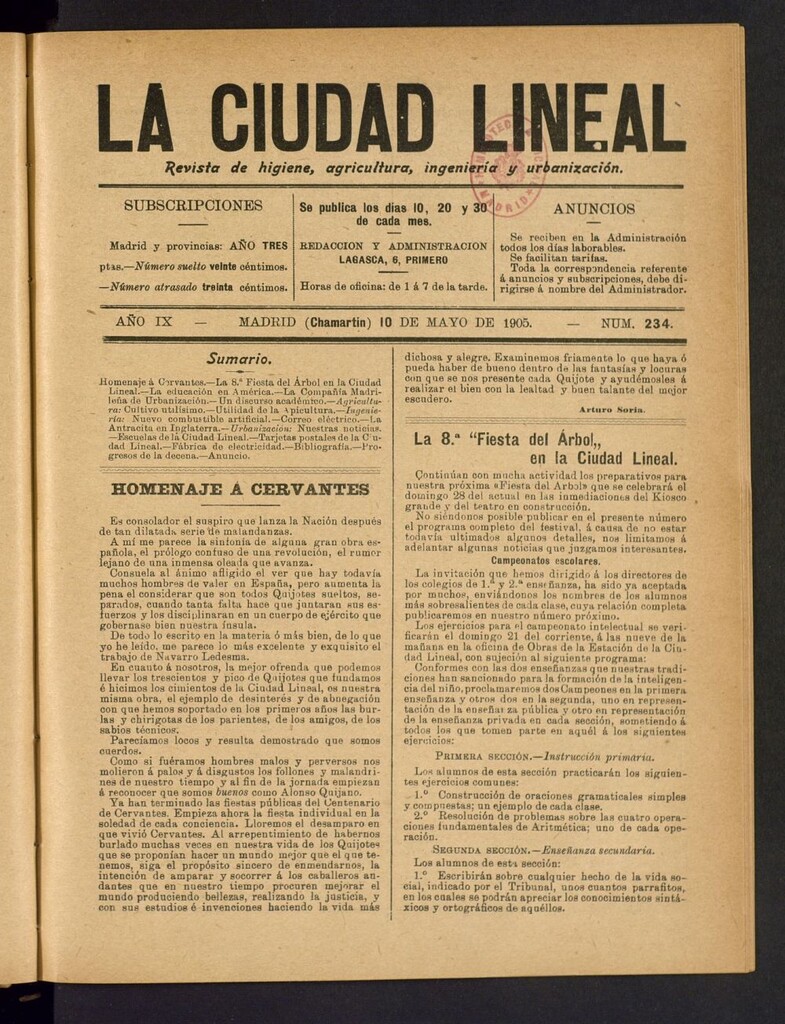 LA CIUDAD LINEAL
Revista de higiene, agricultura, ingeniería y urbanización.
SUBSCRIPCIONES
Madrid y provincias: AÑO TRES
ptas.—Número suelto veinte céntimos.
—Número atrasado treinta céntimos.
Se publica los dias 10, 20 y 30
de cada mes.
REDACCION Y ADMINISTRACION
LAGASCA, 6, PRIMERO
Horas de oficina: de 1 á 7 de la tarde.
ANUNCIOS
Se reciben en la Administración
todos los días laborables.
Se facilitan tarifas.
Toda la correspondencia referente
á anuncios y subscripciones, debe di-
rigirse á nombre del Administrador.
AÑO IX — MADRID (Chamartin) 10 DE MAYO DE 1905. — NUM. 234.
Sumario.
Homenaje á Cervantes.—La 8.ª Fiesta del Árbol en la Ciudad
Lineal.—La educación en América.—La Compañía Madri-
leña de Urbanización.—Un discurso académico.—Agricultu-
ra: Cultivo utilísimo.—Utilidad de la Apicultura.—Ingenie-
ría: Nuevo combustible artificial.—Correo eléctrico.—La
Antracita en Inglaterra.—Urbanización: Nuestras noticias.
—Escuelas de la Ciudad Lineal.—Tarjetas postales de la Ciu-
dad Lineal.—Fábrica de electricidad.—Bibliografía.—Pro-
gresos de la decena.—Anuncio.
HOMENAJE Á CERVANTES
Es consolador el suspiro que lanza la Nación después
de tan dilatada serie de malandanzas.
A mí me parece la sinfonía de alguna gran obra es-
pañola, el prólogo confuso de una revolución, el rumor
lejano de una inmensa oleada que avanza.
Consuela al ánimo afligido el ver que hay todavía
muchos hombres de valer en España, pero aumenta la
pena el considerar que son todos Quijotes sueltos, se-
parados, cuando tanta falta hace que juntaran sus es-
fuerzos y los disciplinaran en un cuerpo de ejército que
gobernase bien nuestra ínsula.
De todo lo escrito en la materia ó más bien, de lo que
yo he leído, me parece lo más excelente y exquisito el
trabajo de Navarro Ledesma.
En cuanto á nosotros, la mejor ofrenda que podemos
llevar los trescientos y pico de Quijotes que fundamos
é hicimos los cimientos de la Ciudad Lineal, es nuestra
misma obra, el ejemplo de desinterés y de abnegación
con que hemos soportado en los primeros años las bur-
las y chirigotas de los parientes, de los amigos, de los
sabios técnicos.
Parecíamos locos y resulta demostrado que somos
cuerdos.
Como si fuéramos hombres malos y perversos nos
molieron á palos y á disgustos los follones y malandri-
nes de nuestro tiempo y al fin de la jornada empiezan
á reconocer que somos buenos como Alonso Quijano.
Ya han terminado las fiestas públicas del Centenario
de Cervantes. Empieza ahora la fiesta individual en la
soledad de cada conciencia. Lloremos el desamparo en
que vivió Cervantes. Al arrepentimiento de habernos
burlado muchas veces en nuestra vida de los Quijotes
que se proponían hacer un mundo mejor que el que te-
nemos, siga el propósito sincero de enmendarnos, la
intención de amparar y socorrer á los caballeros an-
dantes que en nuestro tiempo procuren mejorar el
mundo produciendo bellezas, realizando la justicia, y
con sus estudios é invenciones haciendo la vida más
dichosa y alegre. Examinemos friamente lo que haya ó
pueda haber de bueno dentro de las fantasías y locuras
con que se nos presente cada Quijote y ayudémosles á
realizar el bien con la lealtad y buen talante del mejor
escudero.
Arturo Soria.
La 8.ª "Fiesta del Árbol„
en la Ciudad Lineal.
Continúan con mucha actividad los preparativos para
nuestra próxima «Fiesta del Arbol» que se celebrará el
domingo 28 del actual en las inmediaciones del Kiosco
grande y del teatro en construcción.
No siéndonos posible publicar en el presente número
el programa completo del festival, á causa de no estar
todavía ultimados algunos detalles, nos limitamos á
adelantar algunas noticias que juzgamos interesantes.
Campeonatos escolares.
La invitación que hemos dirigido á los directores de
los colegios de 1.ª y 2.ª enseñanza, ha sido ya aceptada
por muchos, enviándonos los nombres de los alumnos
más sobresalientes de cada clase, cuya relación completa
publicaremos en nuestro número próximo.
Los ejercicios para el campeonato intelectual se veri-
ficarán el domingo 21 del corriente, á las nueve de la
mañana en la oficina de Obras de la Estación de la Ciu-
dad Lineal, con sujeción al siguiente programa:
Conformes con las dos enseñanzas que nuestras tradi-
ciones han sancionado para la formación de la inteligen-
cia del niño, proclamaremos dos Campeones en la primera
enseñanza y otros dos en la segunda, uno en represen-
tación de la enseñanza pública y otro en representación
de la enseñanza privada en cada sección, sometiendo á
todos los que tomen parte en aquél á los siguientes
ejercicios:
PRIMERA SECCIÓN.—Instrucción primaria.
Los alumnos de esta sección practicarán los siguien-
tes ejercicios comunes:
1.º Construcción de oraciones gramaticales simples
y compuestas; un ejemplo de cada clase.
2.º Resolución de problemas sobre las cuatro opera-
ciones fundamentales de Aritmética; uno de cada ope-
ración.
SEGUNDA SECCIÓN.—Enseñanza secundaria.
Los alumnos de esta sección:
1.º Escribirán sobre cualquier hecho de la vida so-
cial, indicado por el Tribunal, unos cuantos parrafitos,
en los cuales se podrán apreciar los conocimientos sintá-
xicos y ortográficos de aquéllos.